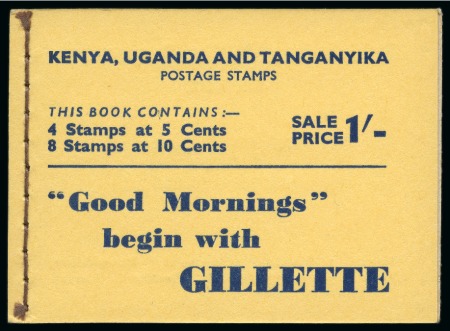 KENYA, UGANDA AND TANGANYIKA
POSTAGE STAMPS
THIS BOOK CONTAINS:—
4 Stamps at 5 Cents
8 Stamps at 10 Cents
SALE PRICE 1/-
"Good Mornings"
begin with
GILLETTE